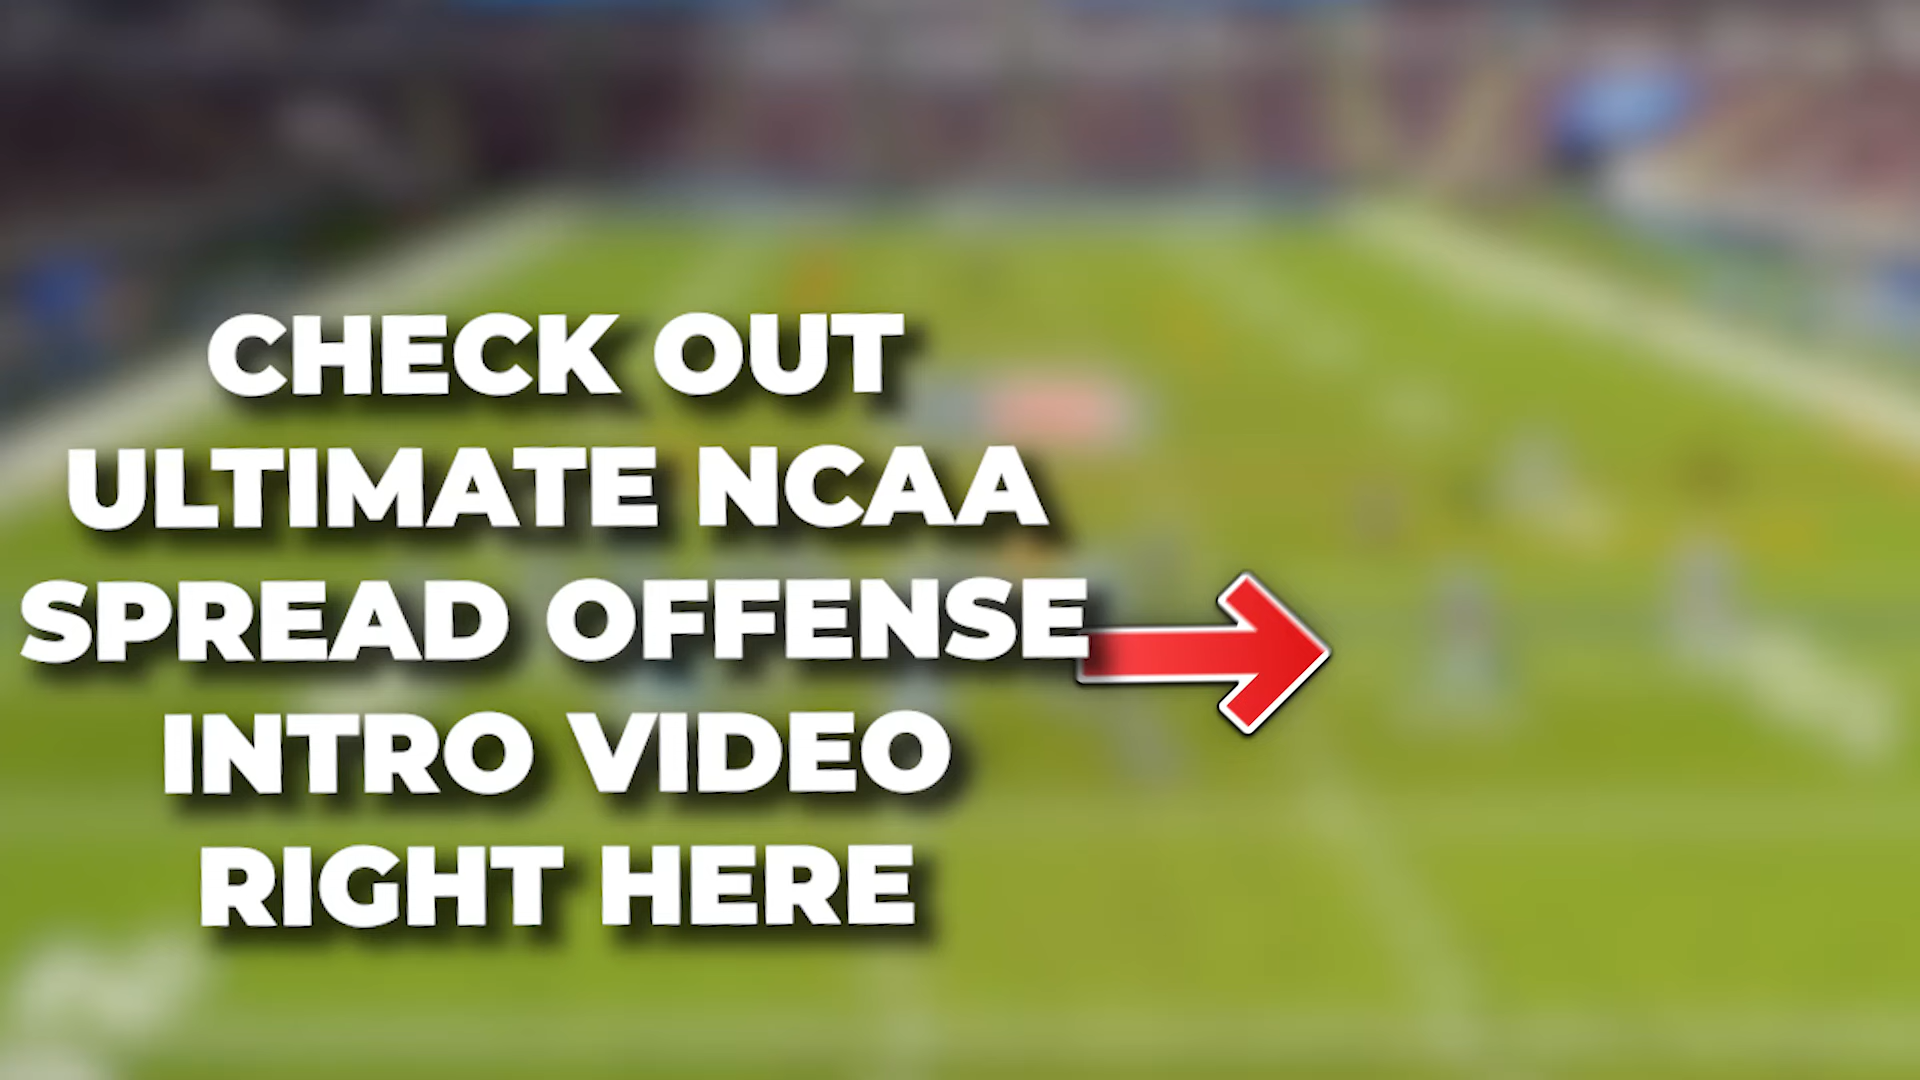 CHECK OUT
ULTIMATE NCAA
SPREAD OFFENSE
INTRO VIDEO
RIGHT HERE